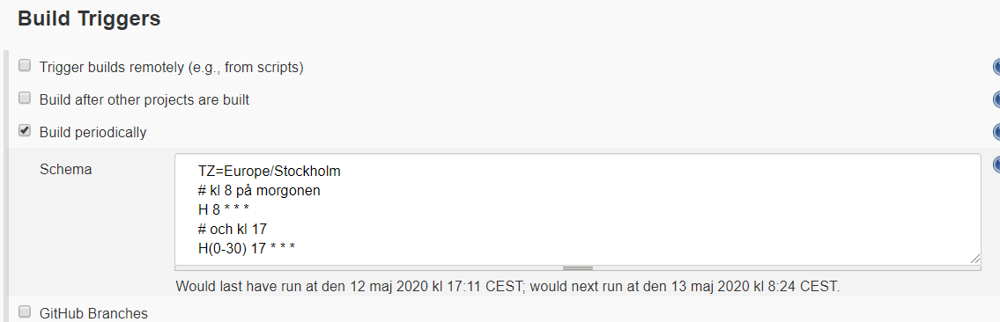 Build Triggers
Trigger builds remotely (e.g., from scripts)
Build after other projects are built
Build periodically
Schema
TZ=Europe/Stockholm
# kl 8 på morgonen
H 8 * * *
# och kl 17
H(0-30) 17 * * *
Would last have run at den 12 maj 2020 kl 17:11 CEST; would next run at den 13 maj 2020 kl 8:24 CEST.
GitHub Branches